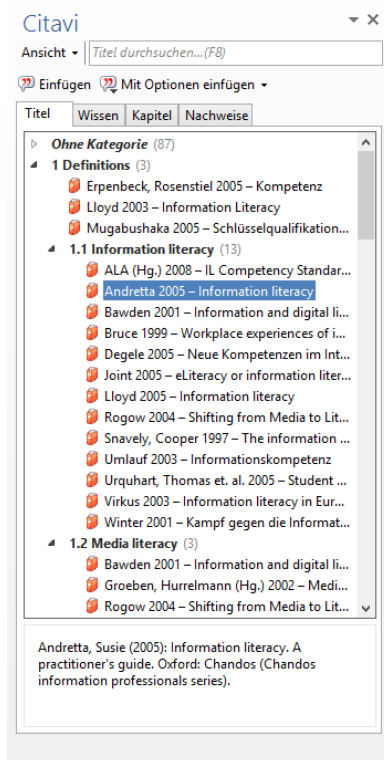 Citavi
Ansicht Titel durchsuchen...(F8)
Einfügen Mit Optionen einfügen
Titel Wissen Kapitel Nachweise
Ohne Kategorie (87)
1 Definitions (3)
Erpenbeck, Rosenstiel 2005 – Kompetenz
Lloyd 2003 – Information Literacy
Mugabushaka 2005 – Schlüsselqualifikation...
1.1 Information literacy (13)
ALA (Hg.) 2008 – IL Competency Standar...
Andretta 2005 – Information literacy
Bawden 2001 – Information and digital li...
Bruce 1999 – Workplace experiences of i...
Degele 2005 – Neue Kompetenzen im Int...
Joint 2005 – eLiteracy or information liter...
Lloyd 2005 – Information literacy
Rogow 2004 – Shifting from Media to Lit...
Snavely, Cooper 1997 – The information ...
Umlauf 2003 – Informationskompetenz
Urquhart, Thomas et. al. 2005 – Student ...
Virkus 2003 – Information literacy in Eur...
Winter 2001 – Kampf gegen die Informat...
1.2 Media literacy (3)
Bawden 2001 – Information and digital li...
Groeben, Hurrelmann (Hg.) 2002 – Medi...
Rogow 2004 – Shifting from Media to Lit...
Andretta, Susie (2005): Information literacy. A
practitioner's guide. Oxford: Chandos (Chandos
information professionals series).